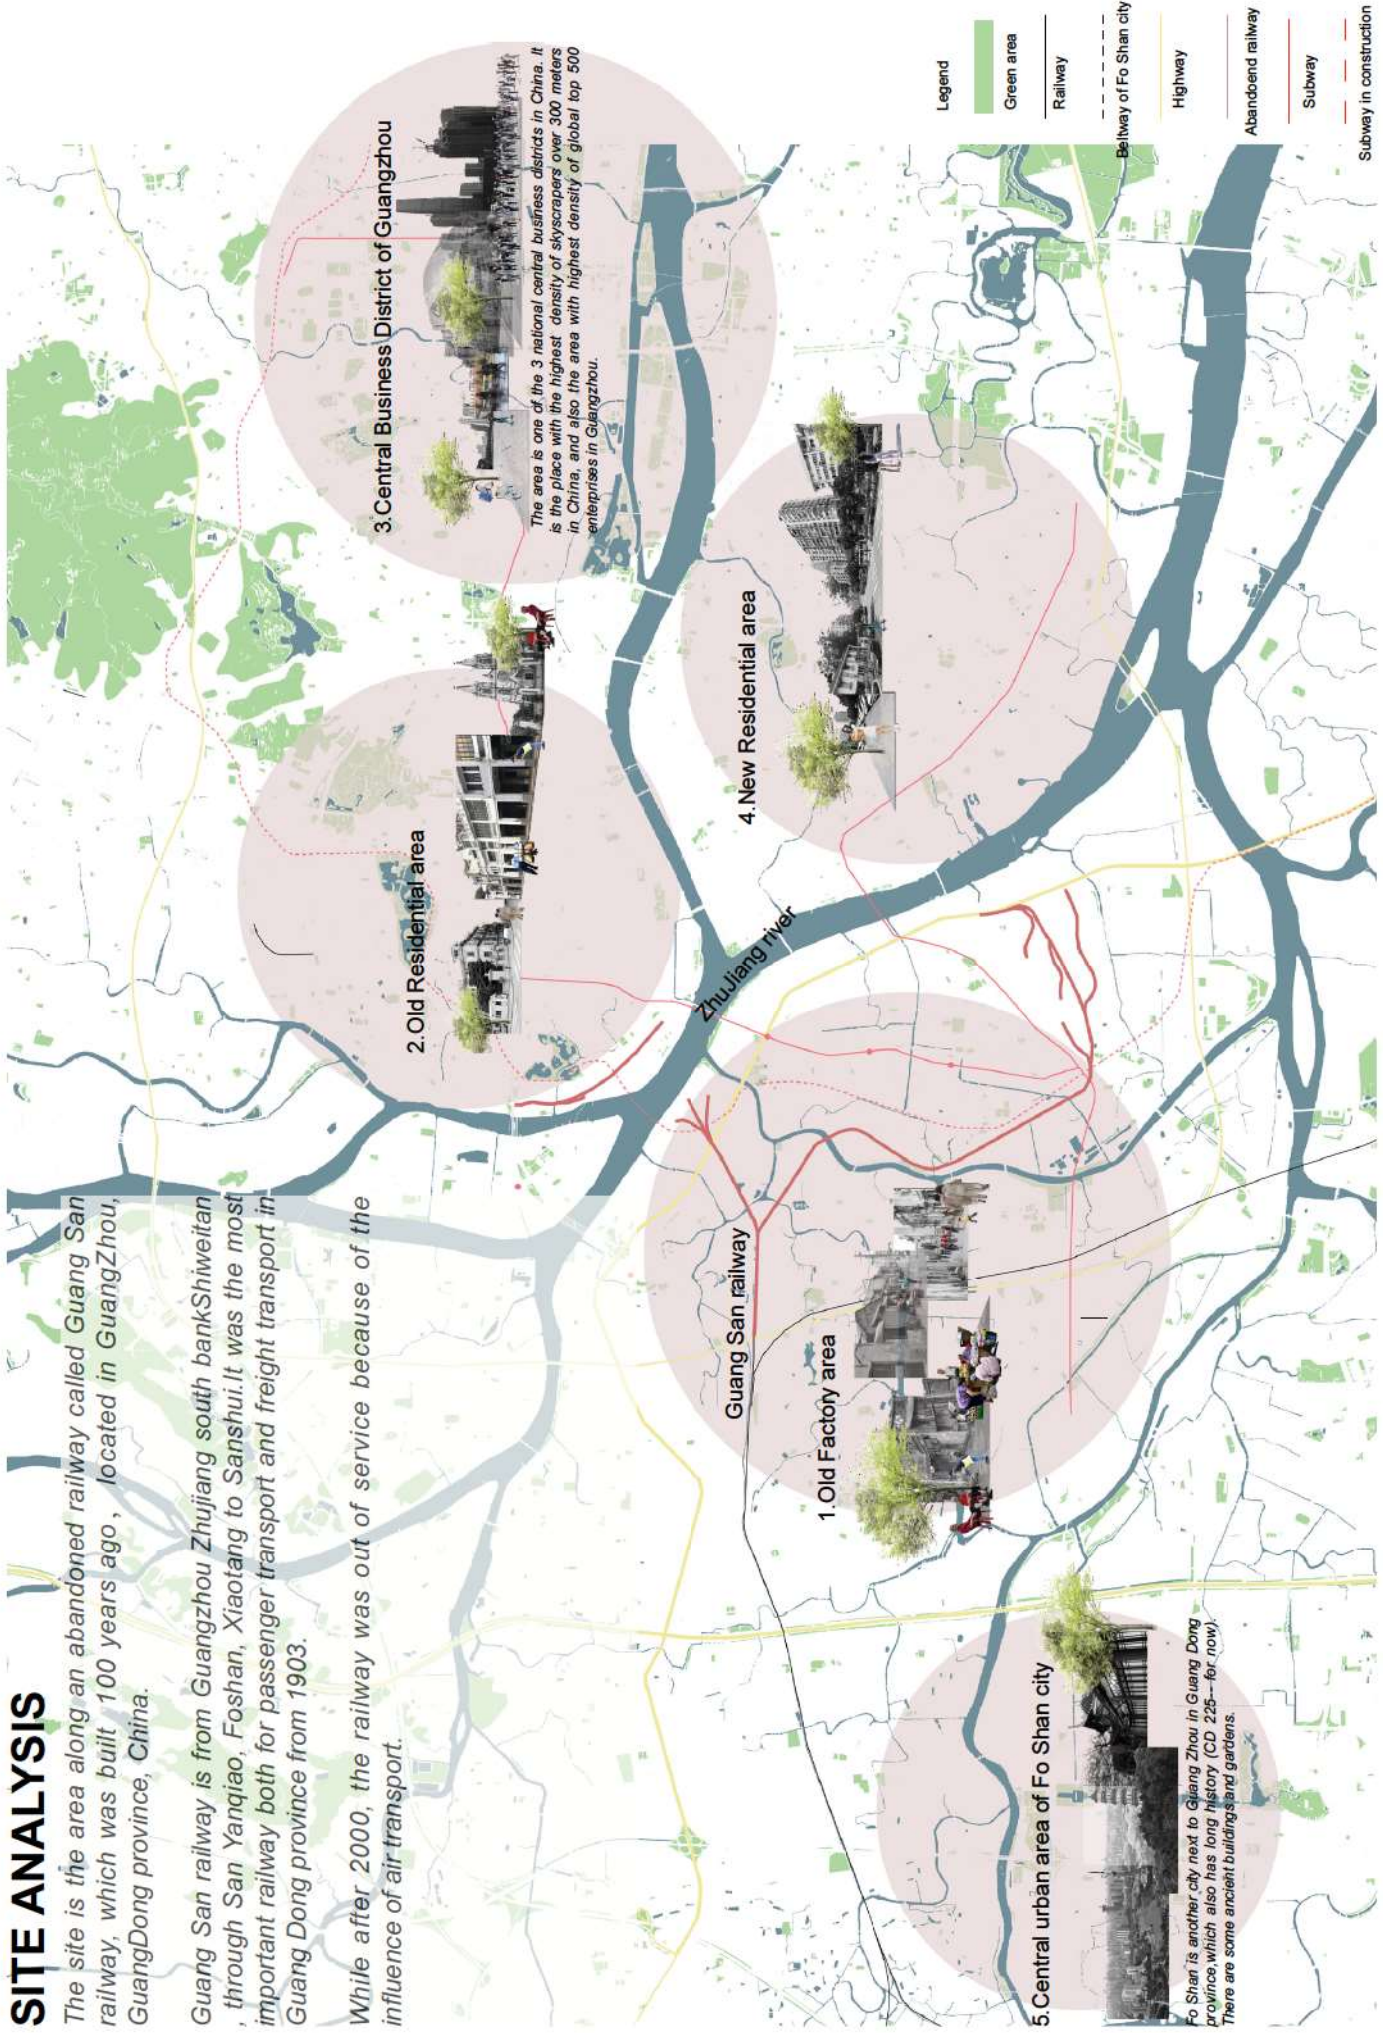 SITE ANALYSIS
The site is the area along an abandoned railway called Guang San
railway, which was built 100 years ago, located in GuangZhou,
GuangDong province, China.
Guang San railway is from Guangzhou Zhujiang south bankShiweitan
, through San Yanqiao, Foshan, Xiaotang to Sanshui.It was the most
important railway both for passenger transport and freight transport in
Guang Dong province from 1903.
While after 2000, the railway was out of service because of the
influence of air transport.
3.Central Business District of Guangzhou
The area is one of the 3 national central business districts in China. It
is the place with the highest density of skyscrapers over 300 meters
in China, and also the area with highest density of global top 500
enterprises in Guangzhou.
2.Old Residential area
4.New Residential area
ZhuJiang river
Guang San railway
1.Old Factory area
5.Central urban area of Fo Shan city
Fo Shan is another city next to Guang Zhou in Guang Dong
province,which also has long history (CD 225-- for now).
There are some ancient buildings and gardens.
Legend
Green area
Railway
Beltway of Fo Shan city
Highway
Abandoend railway
Subway
Subway in construction